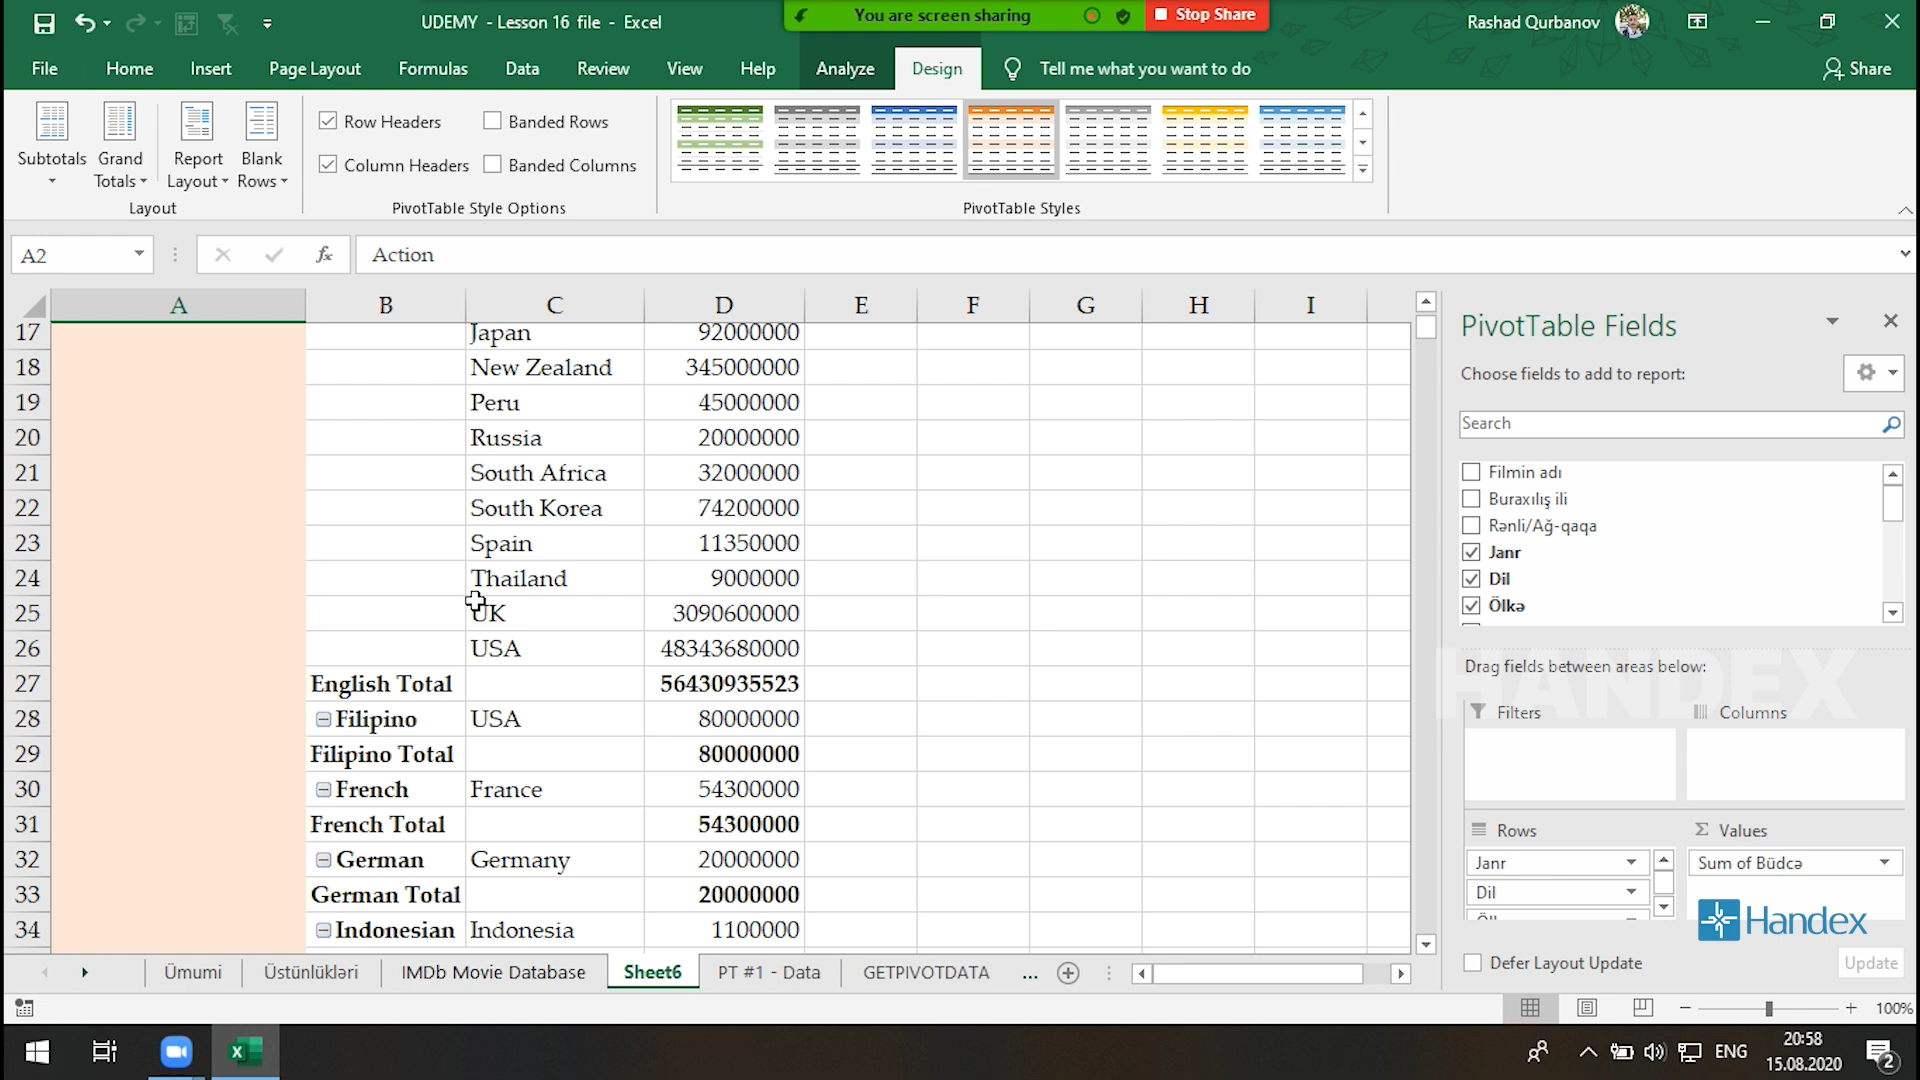 UDEMY - Lesson 16 file - Excel
You are screen sharing
Stop Share
Rashad Qurbanov
File Home Insert Page Layout Formulas Data Review View Help Analyze Design Tell me what you want to do Share
Subtotals
Grand Totals
Report Layout
Blank Rows
Layout
Row Headers
Banded Rows
Column Headers
Banded Columns
PivotTable Style Options
PivotTable Styles
A2 fx Action
A B C D E F G H I
17 Japan 92000000
18 New Zealand 345000000
19 Peru 45000000
20 Russia 20000000
21 South Africa 32000000
22 South Korea 74200000
23 Spain 11350000
24 Thailand 9000000
25 UK 3090600000
26 USA 48343680000
27 English Total 56430935523
28 Filipino USA 80000000
29 Filipino Total 80000000
30 French France 54300000
31 French Total 54300000
32 German Germany 20000000
33 German Total 20000000
34 Indonesian Indonesia 1100000
PivotTable Fields
Choose fields to add to report:
Search
Filmin adı
Buraxılış ili
Rənli/Ağ-qaqa
Janr
Dil
Ölkə
HANDEX
Drag fields between areas below:
Filters
Columns
Rows
Σ Values
Janr
Sum of Büdcə
Dil
Handex
Defer Layout Update
Update
Ümumi Üstünlükləri IMDb Movie Database Sheet6 PT #1 - Data GETPIVOTDATA ...
100%
ENG
20:58
15.08.2020
2